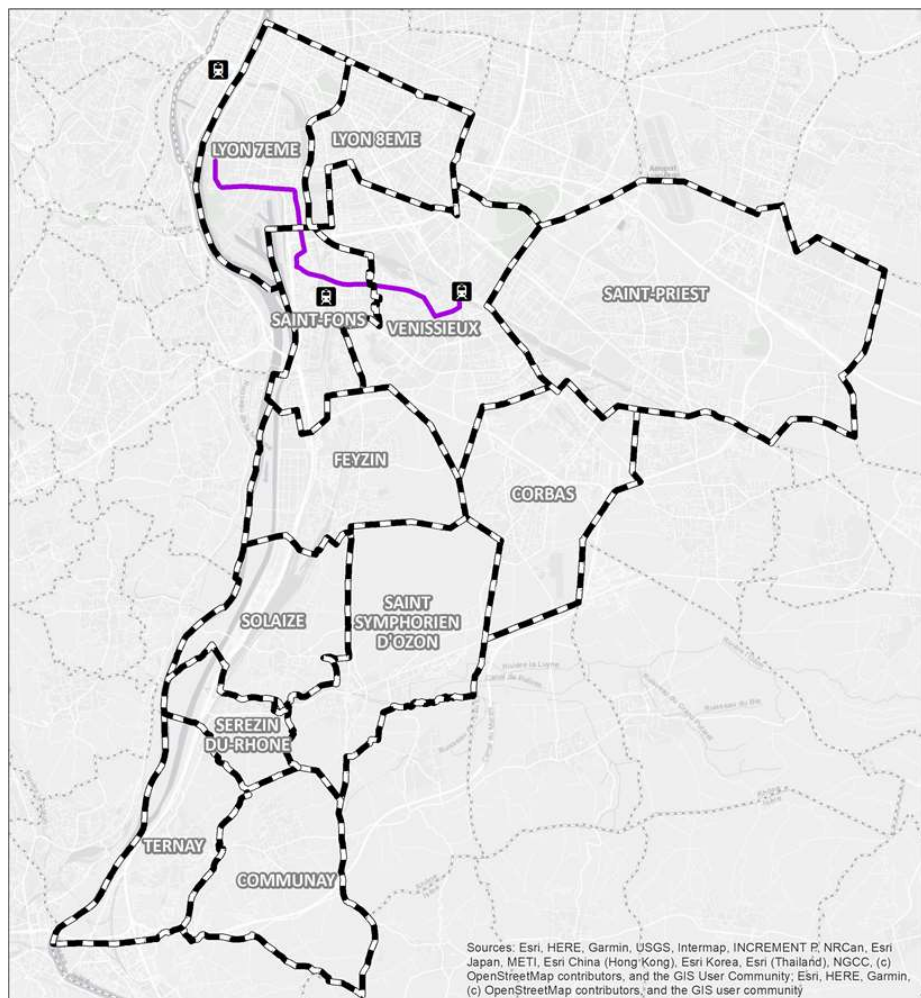 LYON 7EME
LYON 8EME
SAINT-PRIEST
SAINT-FONS
VENISSIEUX
FEYZIN
CORBAS
SAINT
SYMPHORIEN
D'OZON
SOLAIZE
Rivière la Ligne
SEREZIN
DU-RHONE
TERNAY
COMMUNAY
Sources: Esri, HERE, Garmin, USGS, Intermap, INCREMENT P, NRCan, Esri
Japan, METI, Esri China (Hong Kong), Esri Korea, Esri (Thailand), NGCC, (c)
OpenStreetMap contributors, and the GIS User Community; Esri, HERE, Garmin,
(c) OpenStreetMap contributors, and the GIS user community